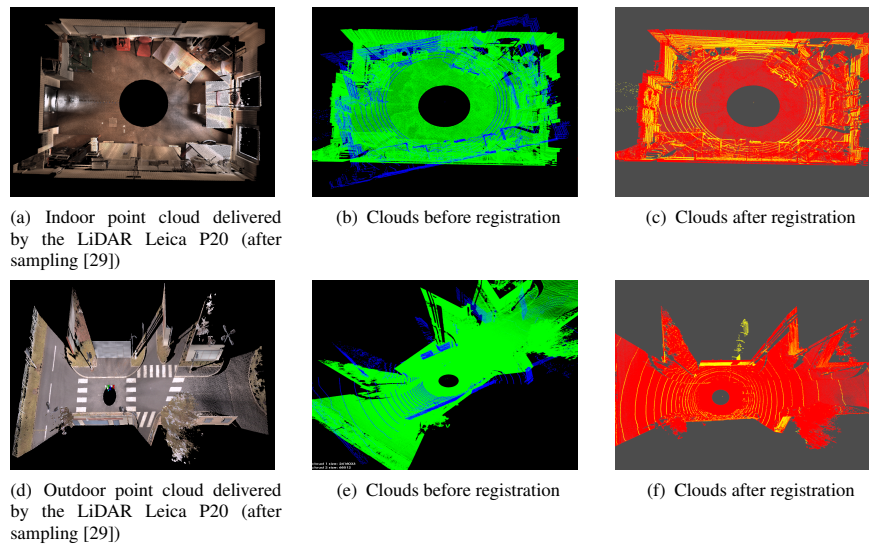 (a) Indoor point cloud delivered
by the LiDAR Leica P20 (after
sampling [29])
(b) Clouds before registration
(c) Clouds after registration
(d) Outdoor point cloud delivered
by the LiDAR Leica P20 (after
sampling [29])
(e) Clouds before registration
(f) Clouds after registration